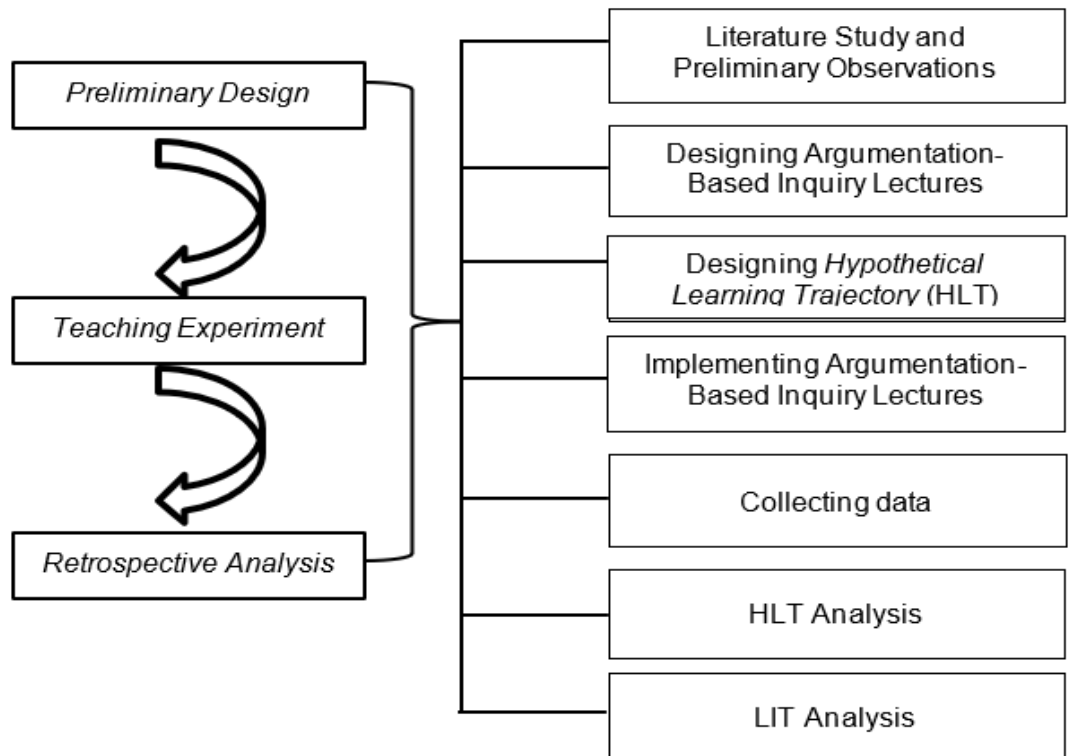 Preliminary Design
Teaching Experiment
Retrospective Analysis
Literature Study and
Preliminary Observations
Designing Argumentation-
Based Inquiry Lectures
Designing Hypothetical
Learning Trajectory (HLT)
Implementing Argumentation-
Based Inquiry Lectures
Collecting data
HLT Analysis
LIT Analysis